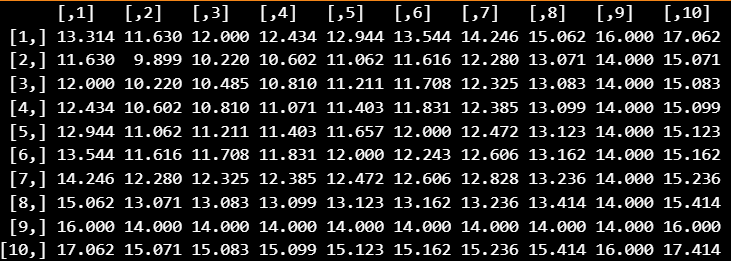 [,1] [,2] [,3] [,4] [,5] [,6] [,7] [,8] [,9] [,10]
[1,] 13.314 11.630 12.000 12.434 12.944 13.544 14.246 15.062 16.000 17.062
[2,] 11.630 9.899 10.220 10.602 11.062 11.616 12.280 13.071 14.000 15.071
[3,] 12.000 10.220 10.485 10.810 11.211 11.708 12.325 13.083 14.000 15.083
[4,] 12.434 10.602 10.810 11.071 11.403 11.831 12.385 13.099 14.000 15.099
[5,] 12.944 11.062 11.211 11.403 11.657 12.000 12.472 13.123 14.000 15.123
[6,] 13.544 11.616 11.708 11.831 12.000 12.243 12.606 13.162 14.000 15.162
[7,] 14.246 12.280 12.325 12.385 12.472 12.606 12.828 13.236 14.000 15.236
[8,] 15.062 13.071 13.083 13.099 13.123 13.162 13.236 13.414 14.000 15.414
[9,] 16.000 14.000 14.000 14.000 14.000 14.000 14.000 14.000 14.000 16.000
[10,] 17.062 15.071 15.083 15.099 15.123 15.162 15.236 15.414 16.000 17.414